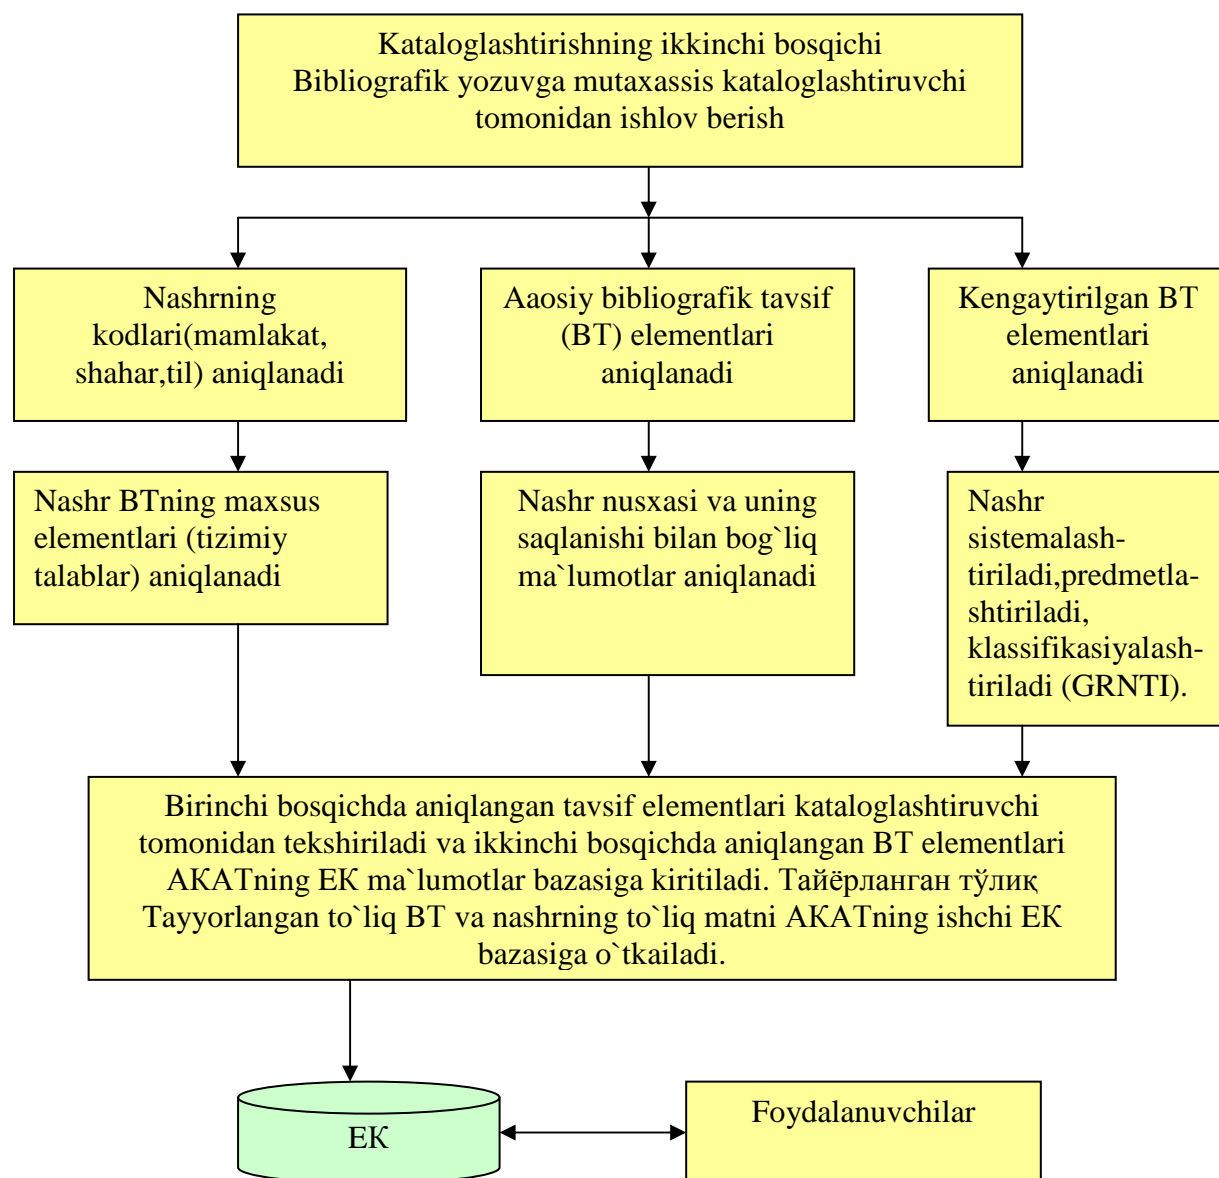 Kataloglashtirishning ikkinchi bosqichi
Bibliografik yozuvga mutaxassis kataloglashtiruvchi
tomonidan ishlov berish
Nashrning
kodlari(mamlakat,
shahar,til) aniqlanadi
Aaosiy bibliografik tavsif
(BT) elementlari
aniqlanadi
Kengaytirilgan BT
elementlari
aniqlanadi
Nashr BTning maxsus
elementlari (tizimiy
talablar) aniqlanadi
Nashr nusxasi va uning
saqlanishi bilan bog`liq
ma`lumotlar aniqlanadi
Nashr
sistemalash-
tiriladi,predmetla-
shtiriladi,
klassifikasiyalash-
tiriladi (GRNTI).
Birinchi bosqichda aniqlangan tavsif elementlari kataloglashtiruvchi
tomonidan tekshiriladi va ikkinchi bosqichda aniqlangan BT elementlari
AKATning EK ma`lumotlar bazasiga kiritiladi. Тайёрланган тўлиқ
Tayyorlangan to`liq BT va nashrning to`liq matni AKATning ishchi EK
bazasiga o`tkailadi.
EK
Foydalanuvchilar